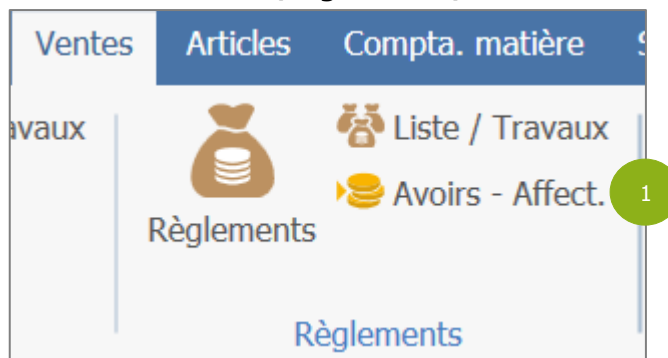 Ventes Articles Compta. matière
avaux
Règlements
Liste / Travaux
Avoirs - Affect.
1
Règlements